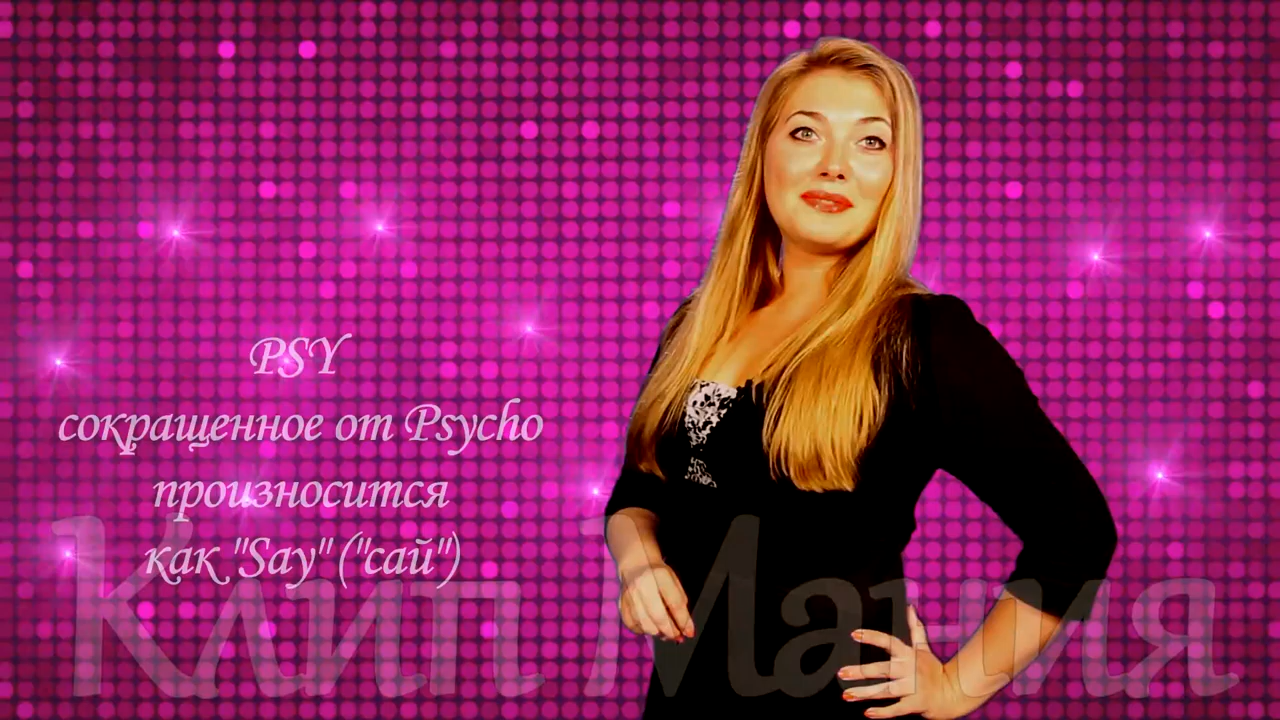 PSY
сокращенное от Psycho
произносится
как "Say" ("сай")
Клип Мания